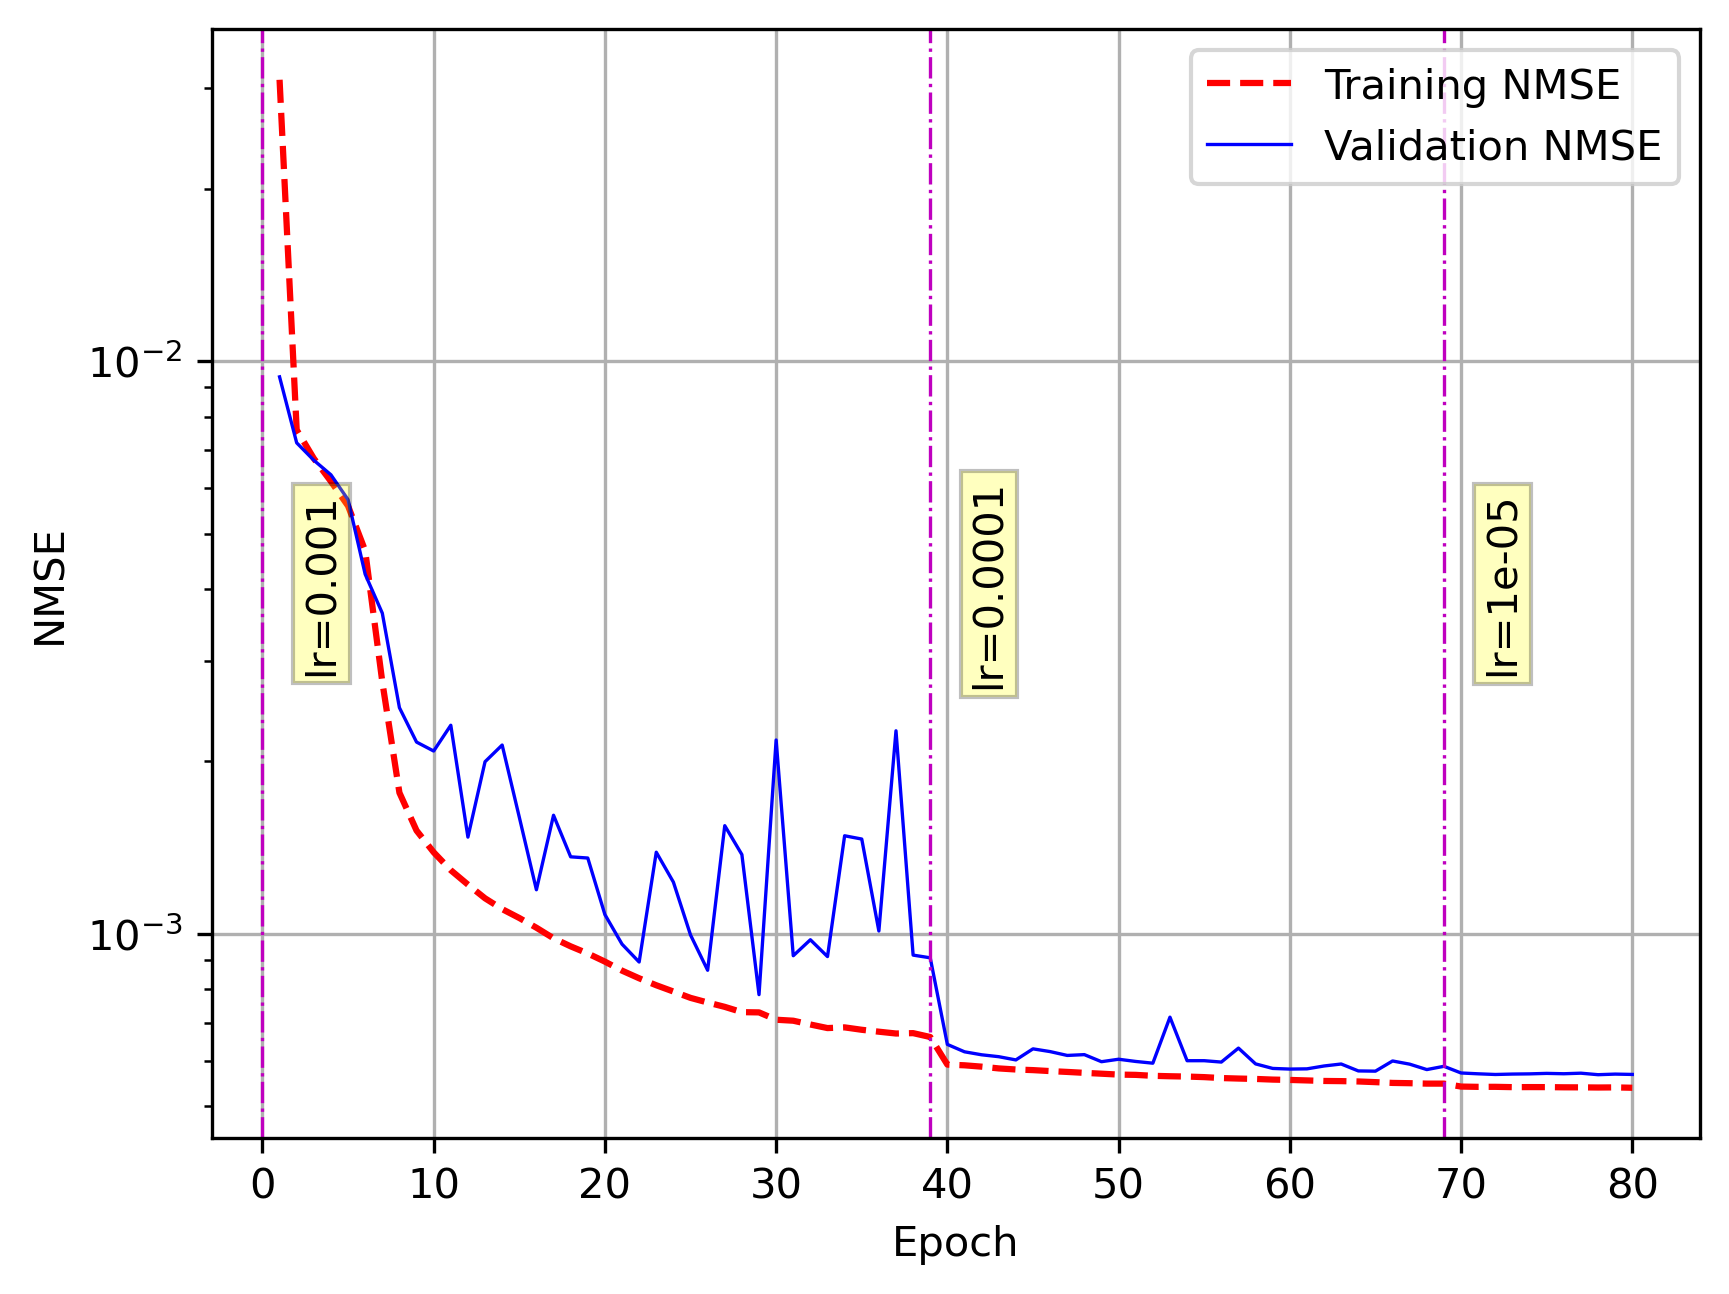 Training NMSE
Validation NMSE
10⁻²
10⁻³
NMSE
lr=0.001
lr=0.0001
lr=1e-05
0 10 20 30 40 50 60 70 80
Epoch